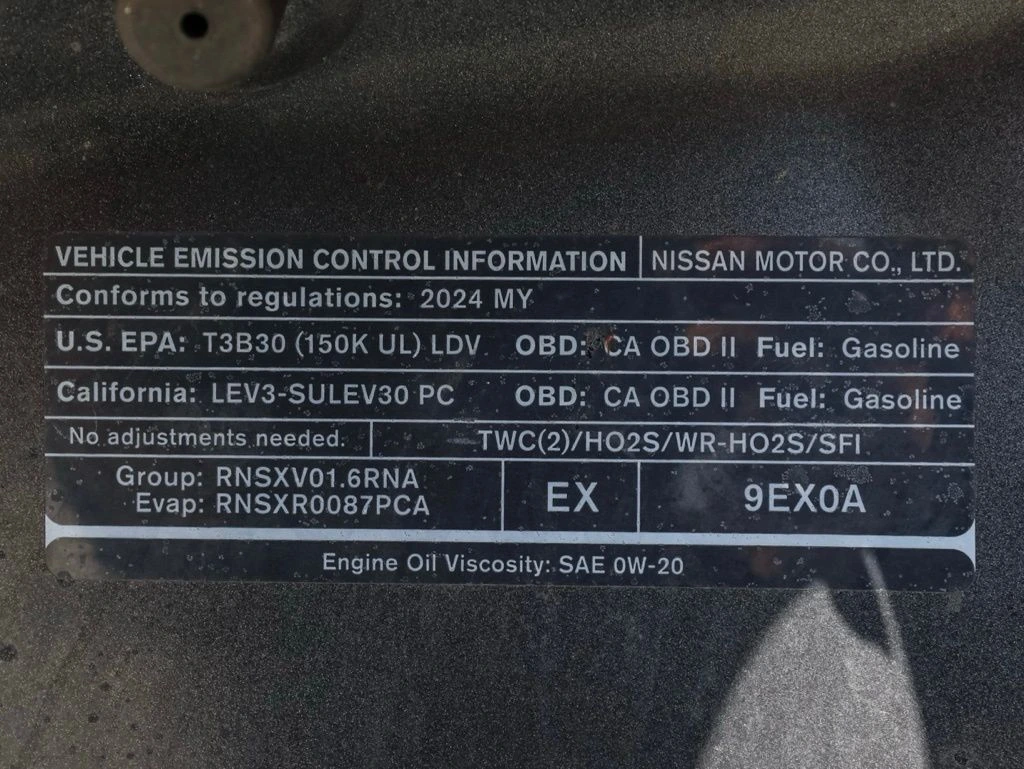 VEHICLE EMISSION CONTROL INFORMATION NISSAN MOTOR CO., LTD.
Conforms to regulations: 2024 MY
U.S. EPA: T3B30 (150K UL) LDV OBD: CA OBD II Fuel: Gasoline
California: LEV3-SULEV30 PC OBD: CA OBD II Fuel: Gasoline
No adjustments needed. TWC(2)/HO2S/WR-HO2S/SFI
Group: RNSXV01.6RNA
Evap: RNSXR0087PCA
EX 9EX0A
Engine Oil Viscosity: SAE 0W-20